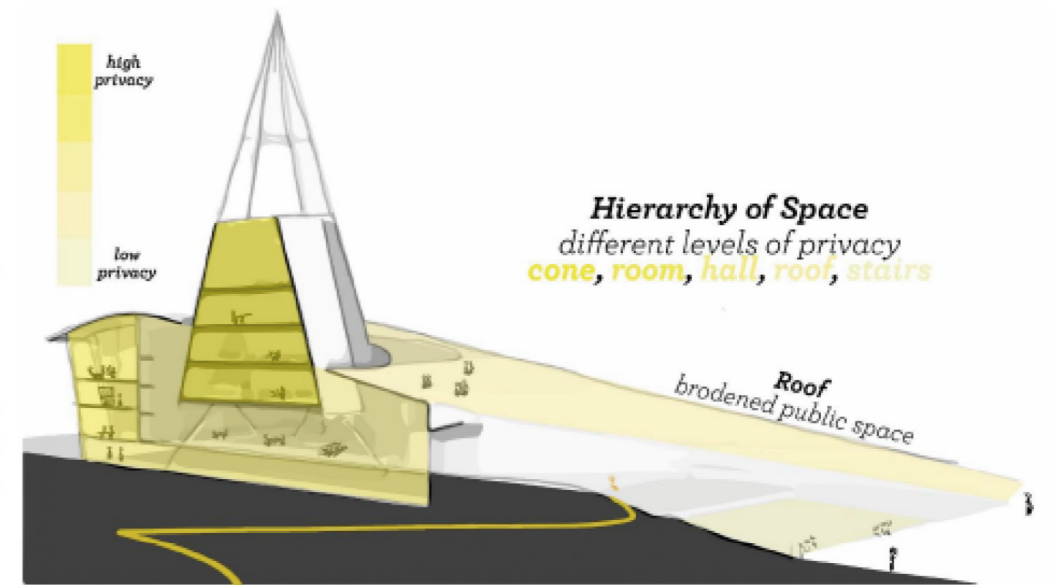 high
privacy
low
privacy
Hierarchy of Space
different levels of privacy
cone, room, hall, roof, stairs
Roof
brodened public space